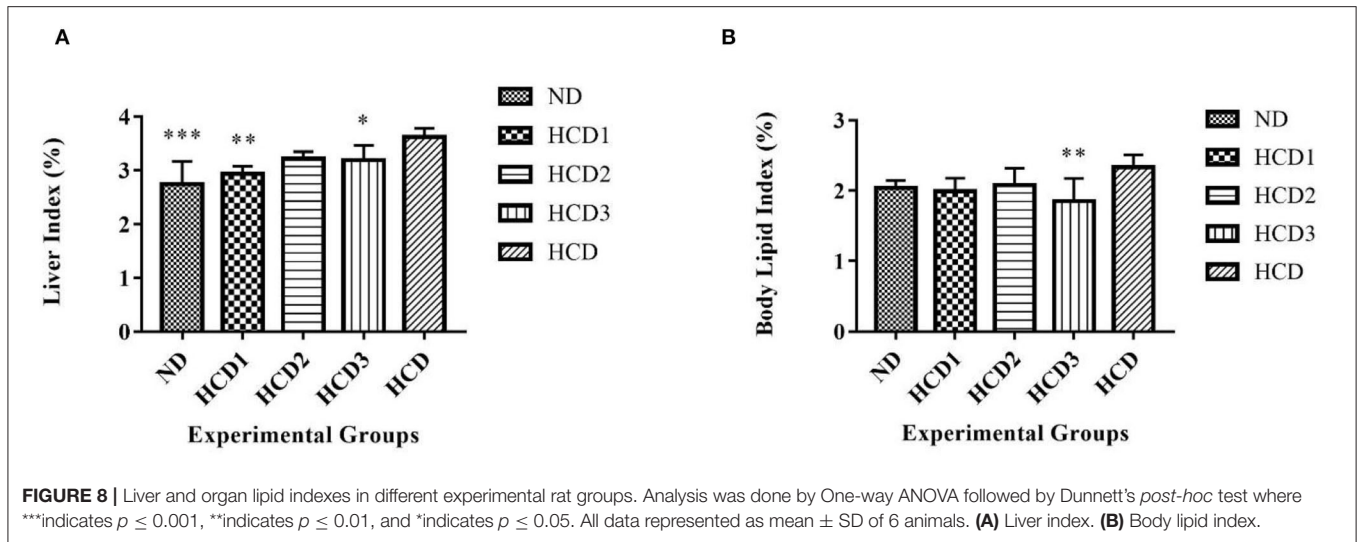 A
Liver Index (%)
4
3
2
1
0
***
**
*
ND
HCD1
HCD2
HCD3
HCD
Experimental Groups
ND
HCD1
HCD2
HCD3
HCD
B
Body Lipid Index (%)
3
2
1
0
**
ND
HCD1
HCD2
HCD3
HCD
Experimental Groups
ND
HCD1
HCD2
HCD3
HCD
FIGURE 8 | Liver and organ lipid indexes in different experimental rat groups. Analysis was done by One-way ANOVA followed by Dunnett's post-hoc test where
***indicates p ≤ 0.001, **indicates p ≤ 0.01, and *indicates p ≤ 0.05. All data represented as mean ± SD of 6 animals. (A) Liver index. (B) Body lipid index.